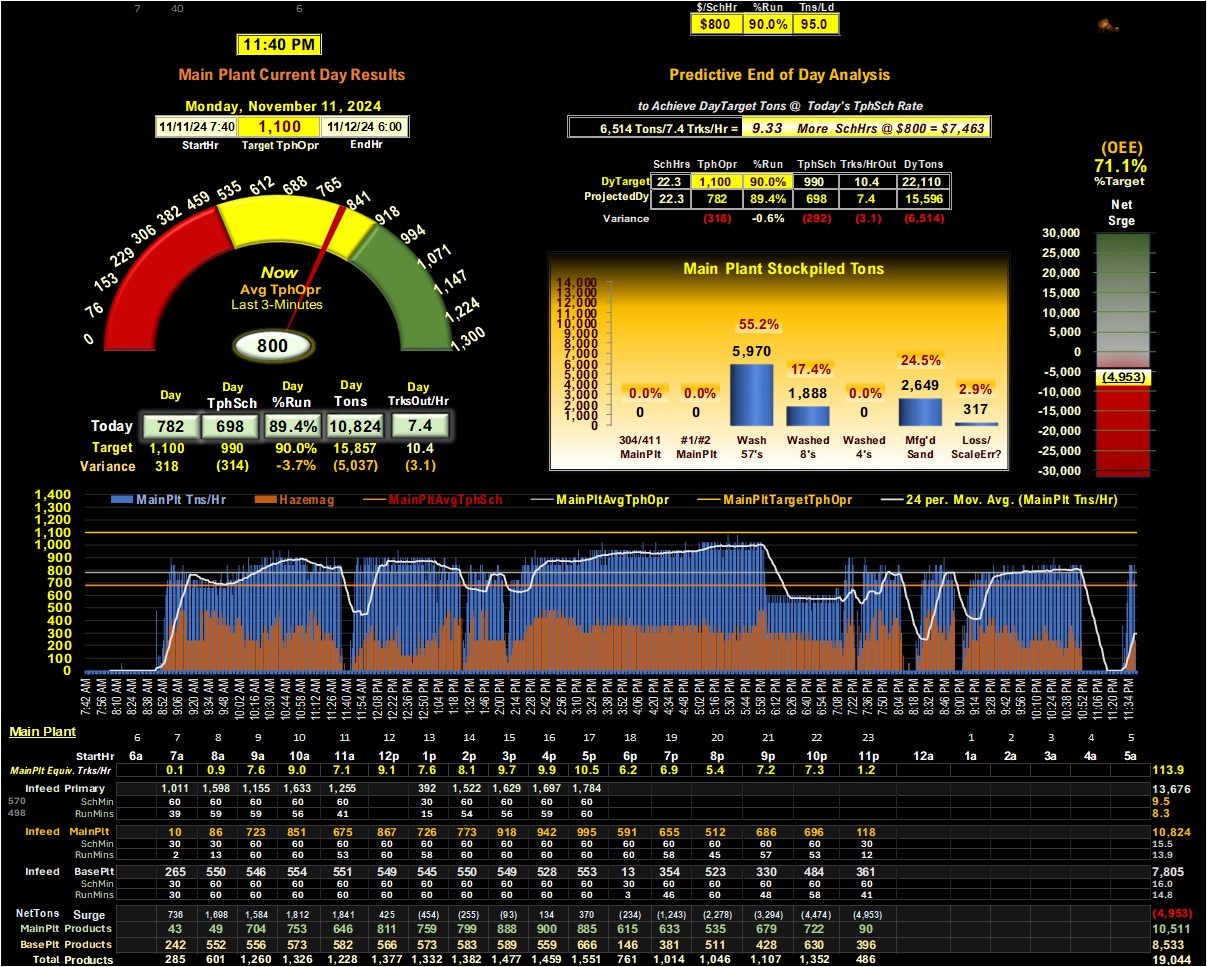 7 40 6
$/SchHr %Run Tns/Ld
$800 90.0% 95.0
11:40 PM
Main Plant Current Day Results
Monday, November 11, 2024
11/11/24 7:40 1,100 11/12/24 6:00
StartHr Target TphOpr EndHr
0 76 153 229 306 382 459 535 612 688 765 841 918 994 1,071 1,147 1,224 1,300
Now
Avg TphOpr
Last 3-Minutes
800
Day Day TphSch Day %Run Day Tons TrksOut/Hr
Today 782 698 89.4% 10,824 7.4
Target 1,100 990 90.0% 15,857 10.4
Variance 318 (314) -3.7% (5,037) (3.1)
Predictive End of Day Analysis
to Achieve DayTarget Tons @ Today's TphSch Rate
6,514 Tons/7.4 Trks/Hr = 9.33 More SchHrs @ $800 = $7,463
SchHrs TphOpr %Run TphSch Trks/HrOut DyTons
DyTarget 22.3 1,100 90.0% 990 10.4 22,110
ProjectedDy 22.3 782 89.4% 698 7.4 15,596
Variance (318) -0.6% (292) (3.1) (6,514)
Main Plant Stockpiled Tons
14,000
13,000
12,000
11,000
10,000
9,000
8,000
7,000
6,000
5,000
4,000
3,000
2,000
1,000
0
0.0% 0.0% 55.2% 17.4% 0.0% 24.5% 2.9%
0 0 5,970 1,888 0 2,649 317
304/411 #1/#2 Wash Washed Washed Mfg'd Loss/
MainPlt MainPlt 57's 8's 4's Sand ScaleErr?
(OEE)
71.1%
%Target
Net
Srge
30,000
25,000
20,000
15,000
10,000
5,000
0
-5,000
-10,000
-15,000
-20,000
-25,000
-30,000
(4,953)
MainPlt Tns/Hr Hazemag MainPltAvgTphSch MainPltAvgTphOpr MainPltTargetTphOpr 24 per. Mov. Avg. (MainPlt Tns/Hr)
1,400
1,300
1,200
1,100
1,000
900
800
700
600
500
400
300
200
100
0
7:42 AM 7:56 AM 8:10 AM 8:24 AM 8:38 AM 8:52 AM 9:06 AM 9:20 AM 9:34 AM 9:48 AM 10:02 AM 10:16 AM 10:30 AM 10:44 AM 10:58 AM 11:12 AM 11:26 AM 11:40 AM 11:54 AM 12:08 PM 12:22 PM 12:36 PM 12:50 PM 1:04 PM 1:18 PM 1:32 PM 1:46 PM 2:00 PM 2:14 PM 2:28 PM 2:42 PM 2:56 PM 3:10 PM 3:24 PM 3:38 PM 3:52 PM 4:06 PM 4:20 PM 4:34 PM 4:48 PM 5:02 PM 5:16 PM 5:30 PM 5:44 PM 5:58 PM 6:12 PM 6:26 PM 6:40 PM 6:54 PM 7:08 PM 7:22 PM 7:36 PM 7:50 PM 8:04 PM 8:18 PM 8:32 PM 8:46 PM 9:00 PM 9:14 PM 9:28 PM 9:42 PM 9:56 PM 10:10 PM 10:24 PM 10:38 PM 10:52 PM 11:06 PM 11:20 PM 11:34 PM
Main Plant
6 7 8 9 10 11 12 13 14 15 16 17 18 19 20 21 22 23 1 2 3 4 5
StartHr 6a 7a 8a 9a 10a 11a 12p 1p 2p 3p 4p 5p 6p 7p 8p 9p 10p 11p 12a 1a 2a 3a 4a 5a
MainPlt Equiv. Trks/Hr 0.1 0.9 7.6 9.0 7.1 9.1 7.6 8.1 9.7 9.9 10.5 6.2 6.9 5.4 7.2 7.3 1.2 113.9
Infeed Primary 1,011 1,598 1,155 1,633 1,255 392 1,522 1,629 1,697 1,784 13,676
570 SchMin 60 60 60 60 60 30 60 60 60 60 9.5
498 RunMins 39 59 59 56 41 15 54 56 59 60 8.3
Infeed MainPlt 10 86 723 851 675 867 726 773 918 942 995 591 655 512 686 696 118 10,824
SchMin 30 30 60 60 60 60 60 60 60 60 60 60 60 60 60 60 30 15.5
RunMins 2 13 60 60 53 60 58 60 60 60 60 60 58 45 57 53 12 13.9
Infeed BasePlt 265 550 546 554 551 549 545 550 549 528 553 13 354 523 330 484 361 7,805
SchMin 30 60 60 60 60 60 60 60 60 60 60 30 60 60 60 60 60 16.0
RunMins 30 60 60 60 60 60 60 60 60 60 60 3 46 60 48 58 41 14.8
NetTons Surge 736 1,698 1,584 1,812 1,841 425 (454) (255) (93) 134 370 (234) (1,243) (2,278) (3,294) (4,474) (4,953) (4,953)
MainPlt Products 43 49 704 753 646 811 759 799 888 900 885 615 633 535 679 722 90 10,511
BasePlt Products 242 552 556 573 582 566 573 583 589 559 666 146 381 511 428 630 396 8,533
Total Products 285 601 1,260 1,326 1,228 1,377 1,332 1,382 1,477 1,459 1,551 761 1,014 1,046 1,107 1,352 486 19,044